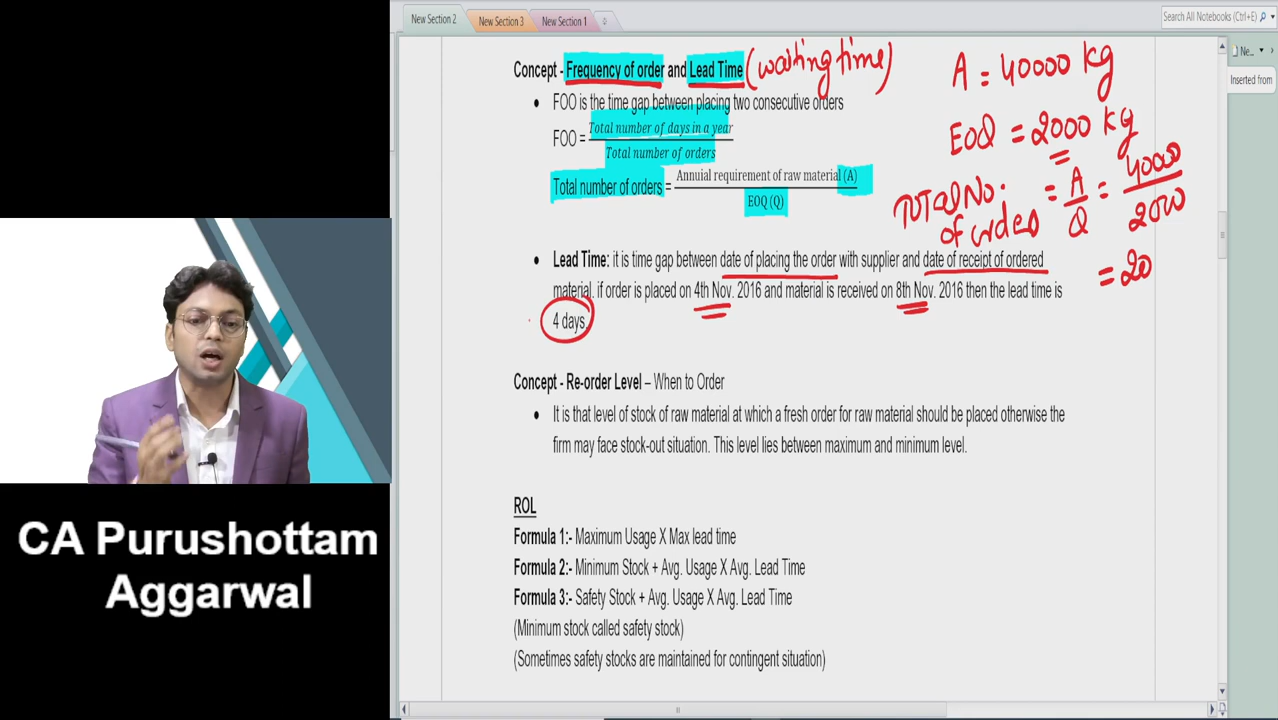 New Section 2
New Section 3
New Section 1
Search All Notebooks (Ctrl+E)
Ne...
Inserted from
Concept - Frequency of order and Lead Time (waiting time)
• FOO is the time gap between placing two consecutive orders
FOO = Total number of days in a year
Total number of orders
Total number of orders = Annuial requirement of raw material (A)
EOQ (Q)
A = 40000 kg
EOQ = 2000 kg
Total No. of orders = A/Q = 40000/2000
= 20
• Lead Time: it is time gap between date of placing the order with supplier and date of receipt of ordered
material. if order is placed on 4th Nov. 2016 and material is received on 8th Nov. 2016 then the lead time is
4 days.
Concept - Re-order Level – When to Order
• It is that level of stock of raw material at which a fresh order for raw material should be placed otherwise the
firm may face stock-out situation. This level lies between maximum and minimum level.
ROL
Formula 1:- Maximum Usage X Max lead time
Formula 2:- Minimum Stock + Avg. Usage X Avg. Lead Time
Formula 3:- Safety Stock + Avg. Usage X Avg. Lead Time
(Minimum stock called safety stock)
(Sometimes safety stocks are maintained for contingent situation)
CA Purushottam
Aggarwal